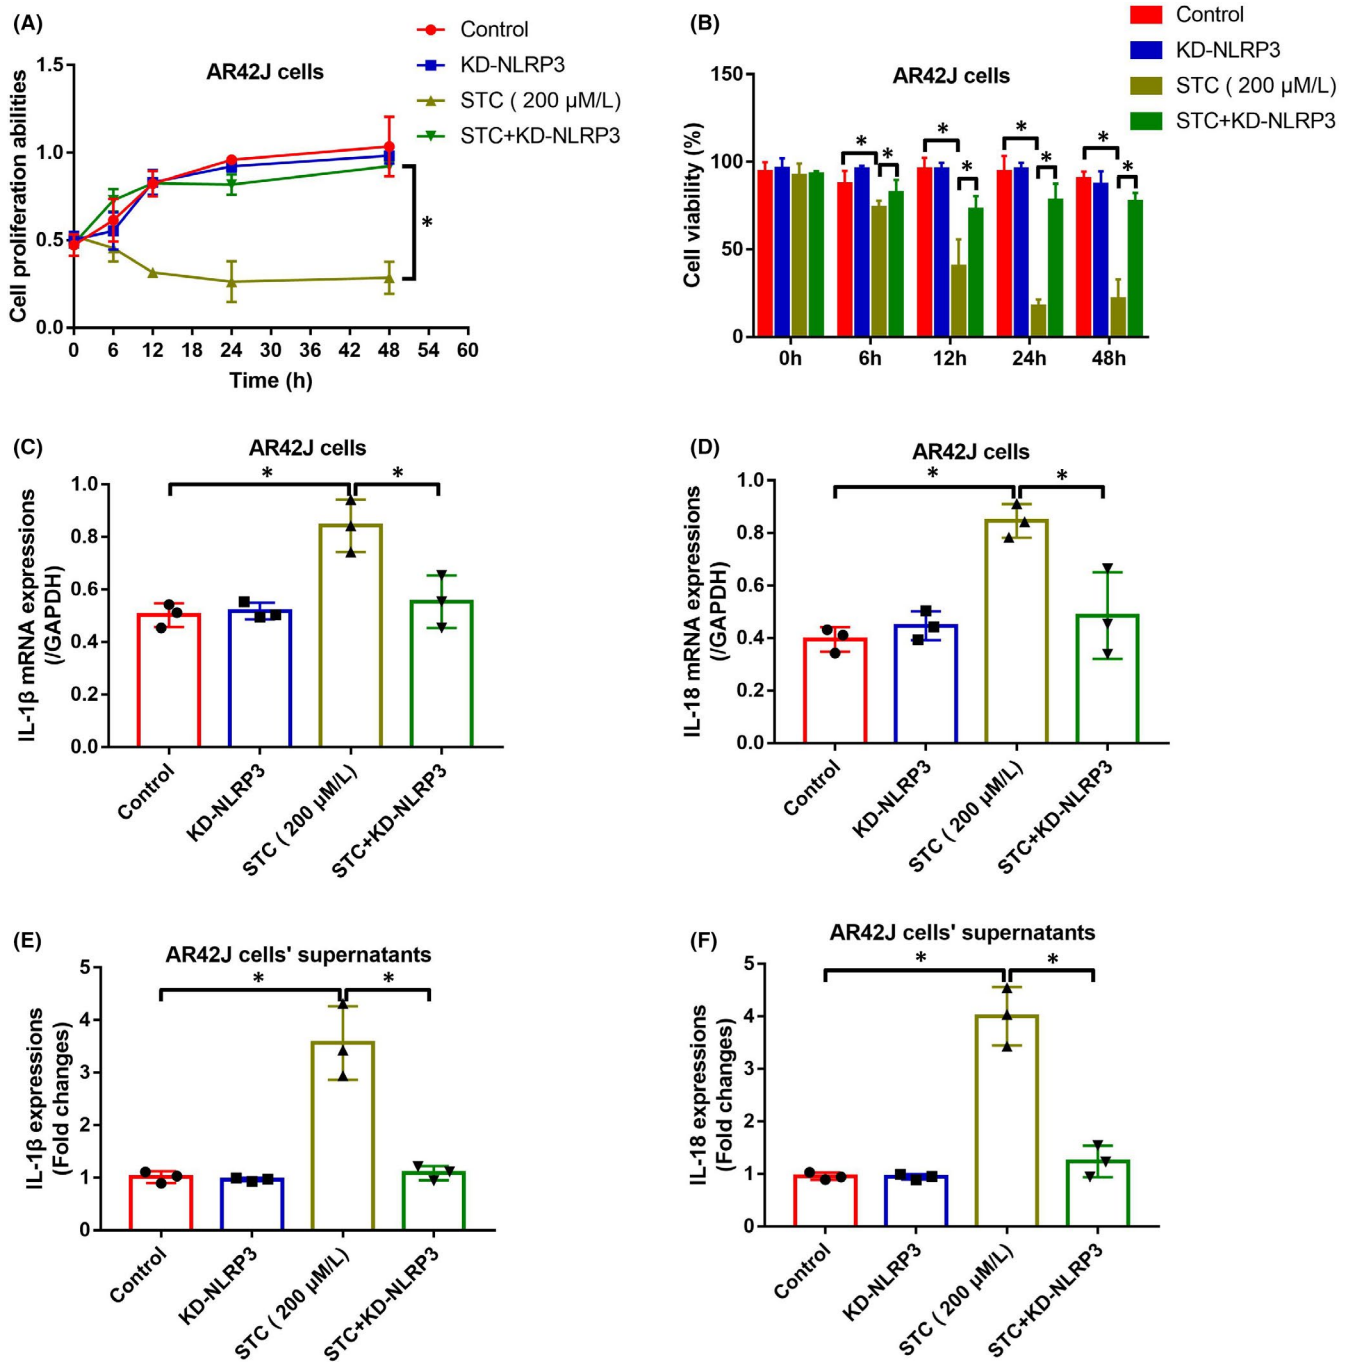 (A)
Control
KD-NLRP3
STC ( 200 µM/L)
STC+KD-NLRP3
AR42J cells
Cell proliferation abilities
1.5
1.0
0.5
0.0
*
0 6 12 18 24 30 36 42 48 54 60
Time (h)
(B)
Control
KD-NLRP3
STC ( 200 µM/L)
STC+KD-NLRP3
AR42J cells
Cell viability (%)
150
100
50
0
* * * * * * * *
0h 6h 12h 24h 48h
(C)
AR42J cells
* *
IL-1β mRNA expressions
(/GAPDH)
1.0
0.8
0.6
0.4
0.2
0.0
Control
KD-NLRP3
STC ( 200 µM/L)
STC+KD-NLRP3
(D)
AR42J cells
* *
IL-18 mRNA expressions
(/GAPDH)
1.0
0.8
0.6
0.4
0.2
0.0
Control
KD-NLRP3
STC ( 200 µM/L)
STC+KD-NLRP3
(E)
AR42J cells' supernatants
* *
IL-1β expressions
(Fold changes)
5
4
3
2
1
0
Control
KD-NLRP3
STC ( 200 µM/L)
STC+KD-NLRP3
(F)
AR42J cells' supernatants
* *
IL-18 expressions
(Fold changes)
5
4
3
2
1
0
Control
KD-NLRP3
STC ( 200 µM/L)
STC+KD-NLRP3